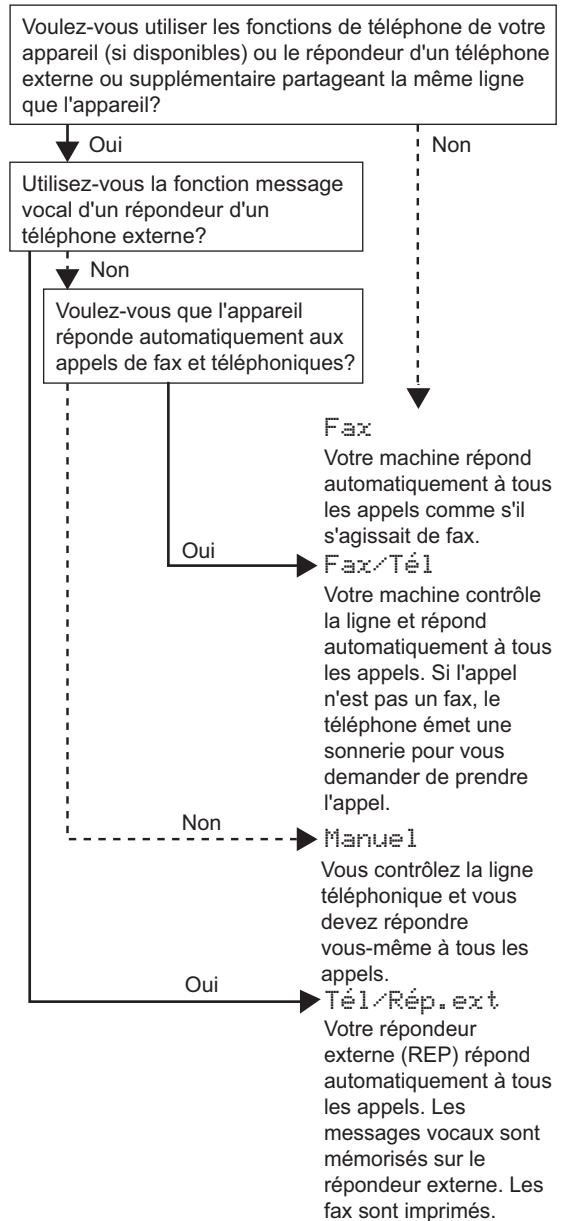 Voulez-vous utiliser les fonctions de téléphone de votre
appareil (si disponibles) ou le répondeur d'un téléphone
externe ou supplémentaire partageant la même ligne
que l'appareil?
Oui
Non
Utilisez-vous la fonction message
vocal d'un répondeur d'un
téléphone externe?
Non
Voulez-vous que l'appareil
réponde automatiquement aux
appels de fax et téléphoniques?
Fax
Votre machine répond
automatiquement à tous
les appels comme s'il
s'agissait de fax.
Oui
Fax/Tél
Votre machine contrôle
la ligne et répond
automatiquement à tous
les appels. Si l'appel
n'est pas un fax, le
téléphone émet une
sonnerie pour vous
demander de prendre
l'appel.
Non
Manuel
Vous contrôlez la ligne
téléphonique et vous
devez répondre
vous-même à tous les
appels.
Oui
Tél/Rép.ext
Votre répondeur
externe (REP) répond
automatiquement à tous
les appels. Les
messages vocaux sont
mémorisés sur le
répondeur externe. Les
fax sont imprimés.